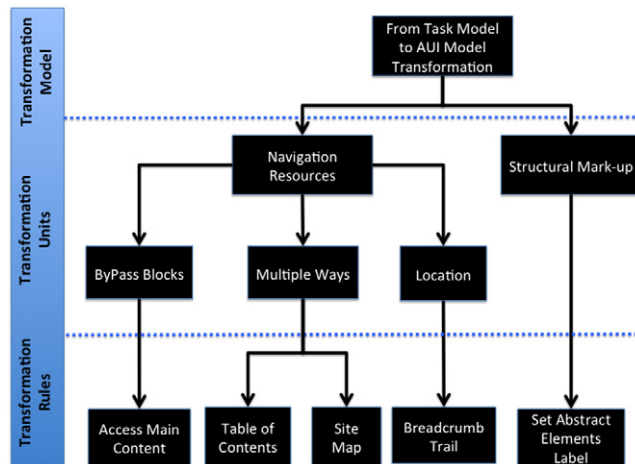 From Task Model
to AUI Model
Transformation
Transformation
Model
Navigation
Resources
Structural Mark-up
Transformation
Units
ByPass Blocks
Multiple Ways
Location
Transformation
Rules
Access Main
Content
Table of
Contents
Site
Map
Breadcrumb
Trail
Set Abstract
Elements
Label